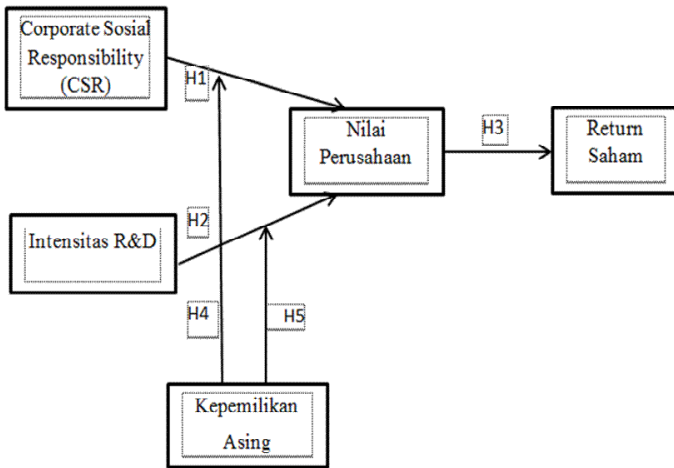 Corporate Sosial
Responsibility
(CSR)
H1
Nilai
Perusahaan
H3
Return
Saham
Intensitas R&D
H2
H4
H5
Kepemilikan
Asing